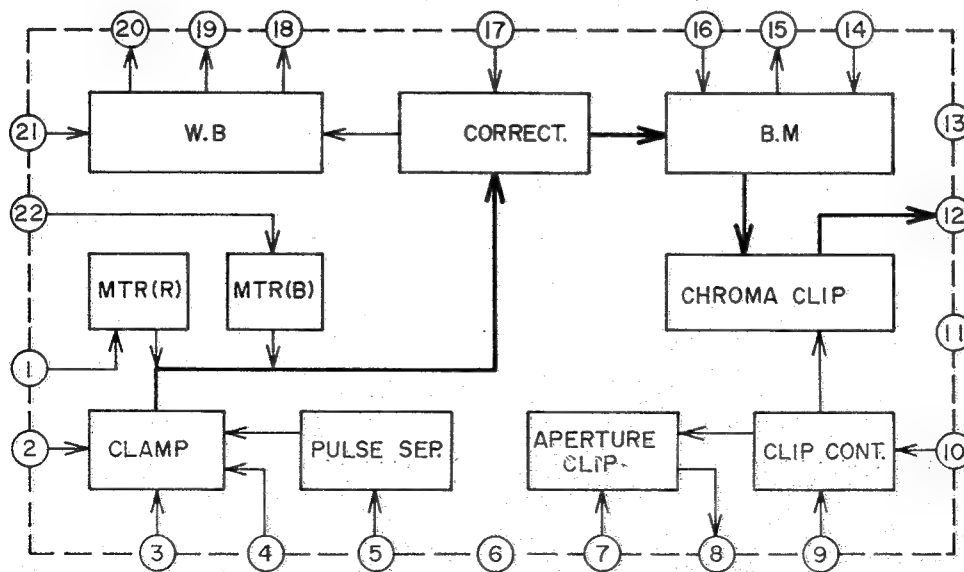 20 19 18 17 16 15 14
21 W.B CORRECT. B.M 13
22 12
MTR(R) MTR(B) CHROMA CLIP
11
1
2 CLAMP PULSE SEP. APERTURE
CLIP CLIP CONT. 10
3 4 5 6 7 8 9